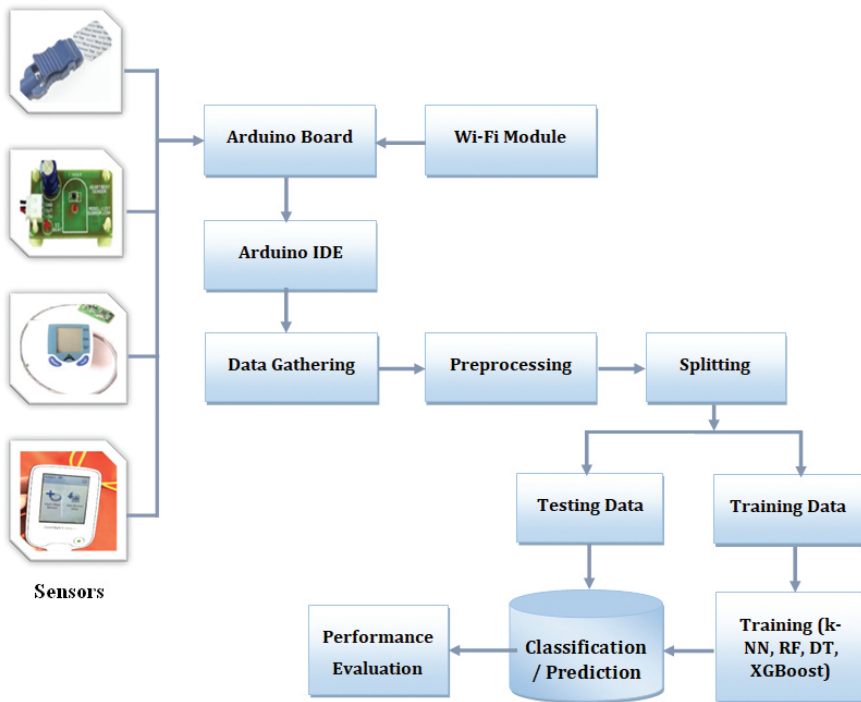 Arduino Board
Wi-Fi Module
Arduino IDE
Data Gathering
Preprocessing
Splitting
Testing Data
Training Data
Sensors
Performance
Evaluation
Classification
/ Prediction
Training (k-
NN, RF, DT,
XGBoost)